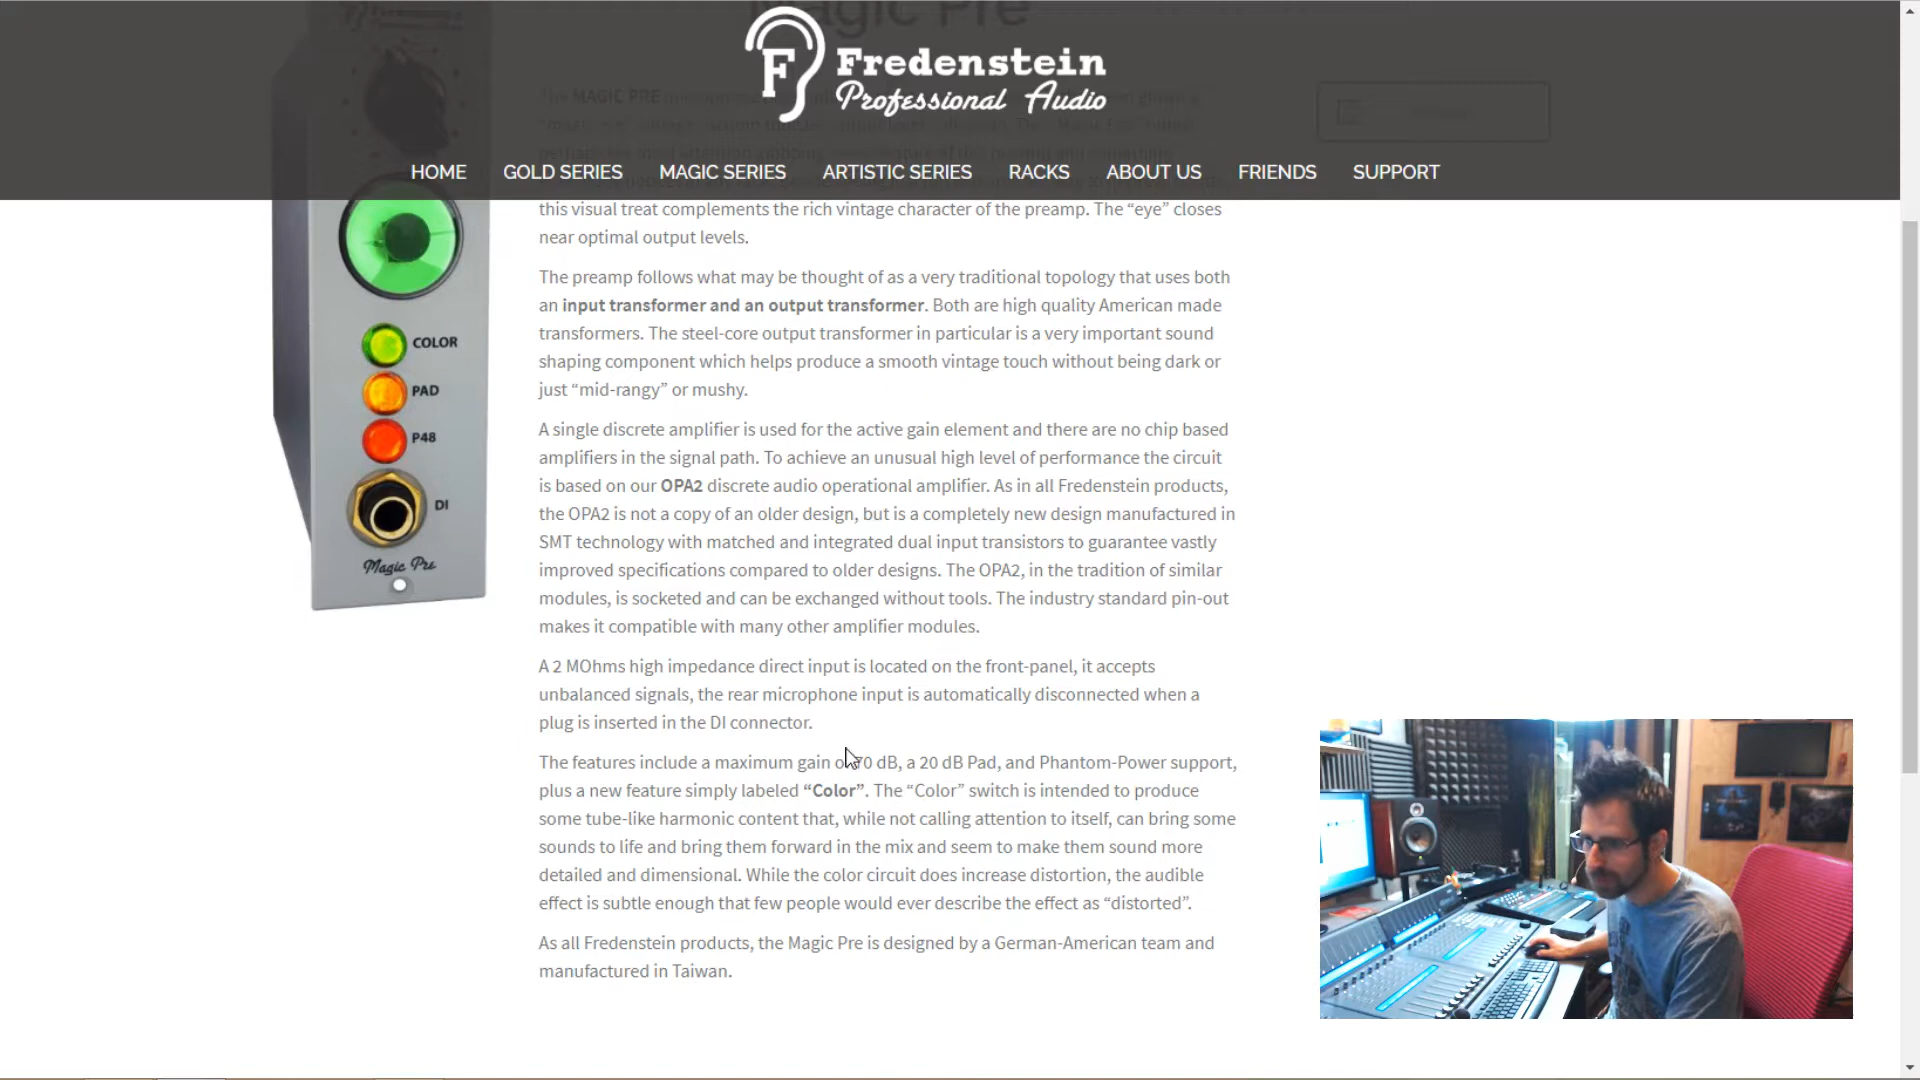 Magic Pre
Fredenstein
Professional Audio
F
The MAGIC PRE
HOME
GOLD SERIES
MAGIC SERIES
ARTISTIC SERIES
RACKS
ABOUT US
FRIENDS
SUPPORT
this visual treat complements the rich vintage character of the preamp. The “eye” closes
near optimal output levels.
The preamp follows what may be thought of as a very traditional topology that uses both
an input transformer and an output transformer. Both are high quality American made
transformers. The steel-core output transformer in particular is a very important sound
shaping component which helps produce a smooth vintage touch without being dark or
just “mid-rangy” or mushy.
A single discrete amplifier is used for the active gain element and there are no chip based
amplifiers in the signal path. To achieve an unusual high level of performance the circuit
is based on our OPA2 discrete audio operational amplifier. As in all Fredenstein products,
the OPA2 is not a copy of an older design, but is a completely new design manufactured in
SMT technology with matched and integrated dual input transistors to guarantee vastly
improved specifications compared to older designs. The OPA2, in the tradition of similar
modules, is socketed and can be exchanged without tools. The industry standard pin-out
makes it compatible with many other amplifier modules.
A 2 MOhms high impedance direct input is located on the front-panel, it accepts
unbalanced signals, the rear microphone input is automatically disconnected when a
plug is inserted in the DI connector.
The features include a maximum gain of 70 dB, a 20 dB Pad, and Phantom-Power support,
plus a new feature simply labeled “Color”. The “Color” switch is intended to produce
some tube-like harmonic content that, while not calling attention to itself, can bring some
sounds to life and bring them forward in the mix and seem to make them sound more
detailed and dimensional. While the color circuit does increase distortion, the audible
effect is subtle enough that few people would ever describe the effect as “distorted”.
As all Fredenstein products, the Magic Pre is designed by a German-American team and
manufactured in Taiwan.
COLOR
PAD
P48
DI
Magic Pre